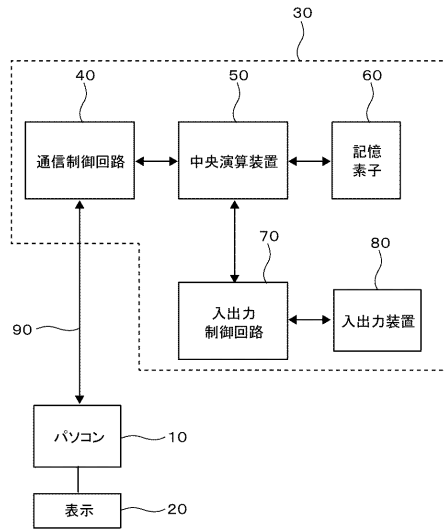 30
40
50
60
通信制御回路
中央演算装置
記憶
素子
70
80
入出力
制御回路
入出力装置
90
パソコン
10
表示
20